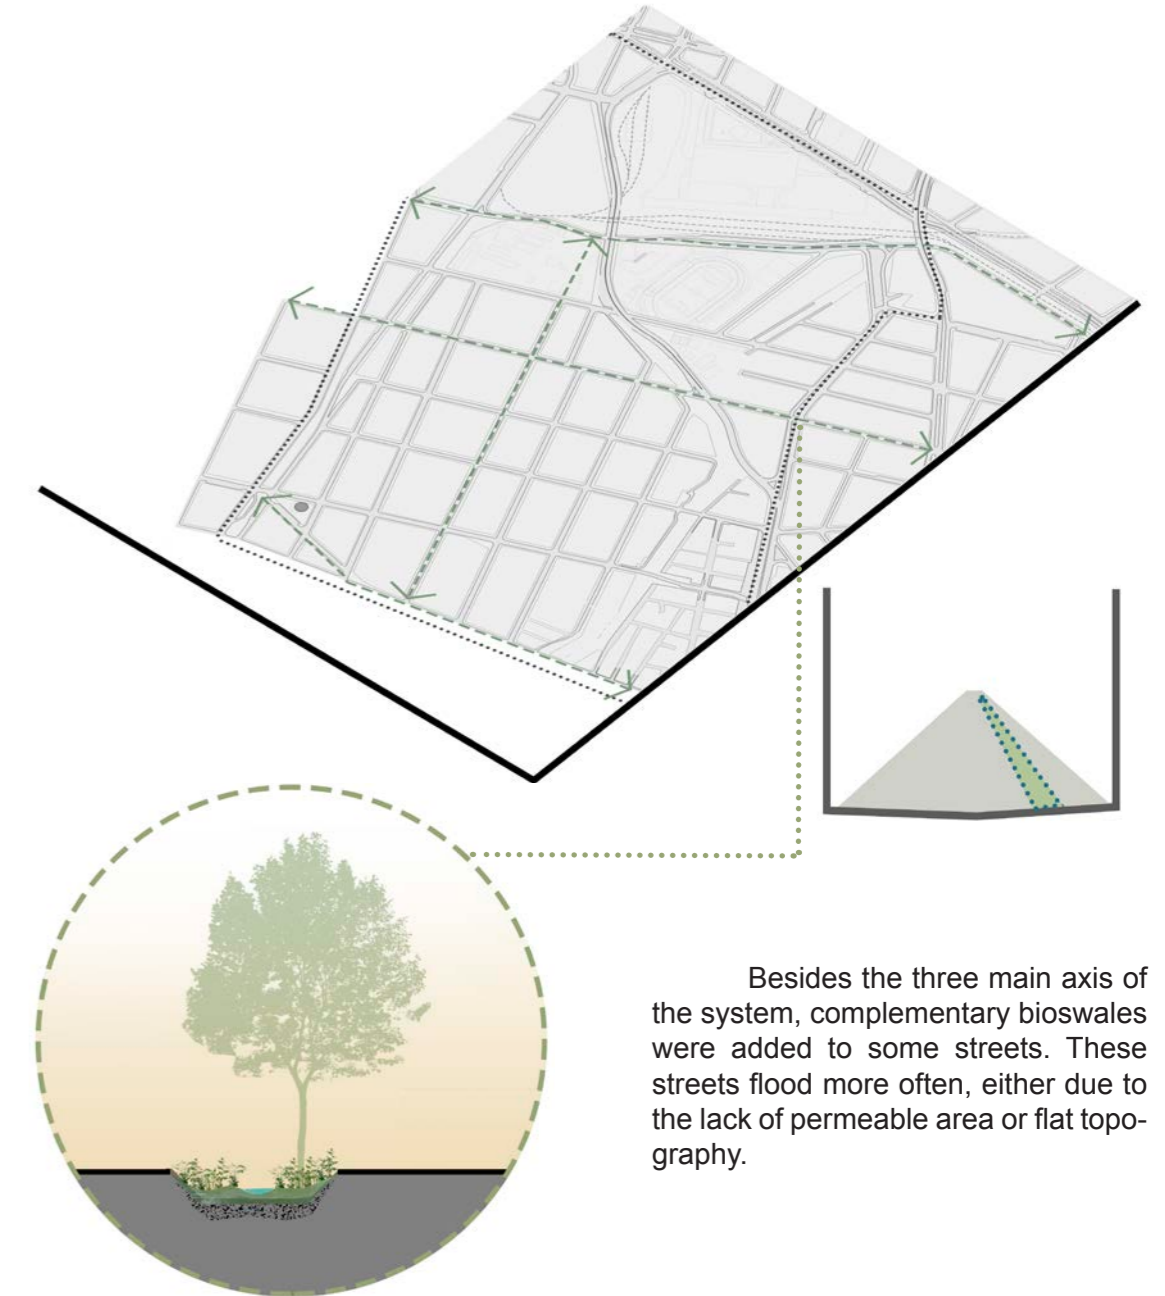 Besides the three main axis of
the system, complementary bioswales
were added to some streets. These
streets flood more often, either due to
the lack of permeable area or flat topo-
graphy.